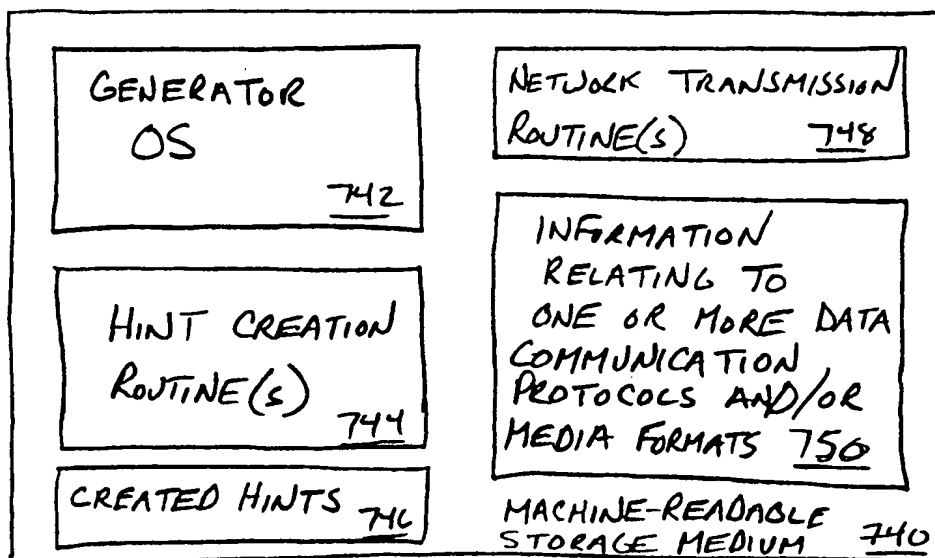 GENERATOR
OS
742
HINT CREATION
ROUTINE(S)
744
CREATED HINTS 746
NETWORK TRANSMISSION
ROUTINE(S) 748
INFORMATION
RELATING TO
ONE OR MORE DATA
COMMUNICATION
PROTOCOLS AND/OR
MEDIA FORMATS 750
MACHINE-READABLE
STORAGE MEDIUM 740